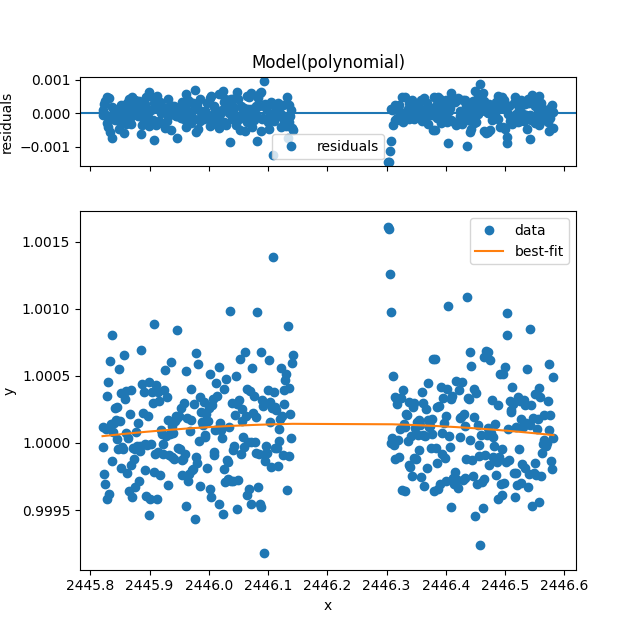 Model(polynomial)
0.001
0.000
−0.001
residuals
residuals
1.0015
1.0010
1.0005
1.0000
0.9995
y
data
best-fit
2445.8 2445.9 2446.0 2446.1 2446.2 2446.3 2446.4 2446.5 2446.6
x